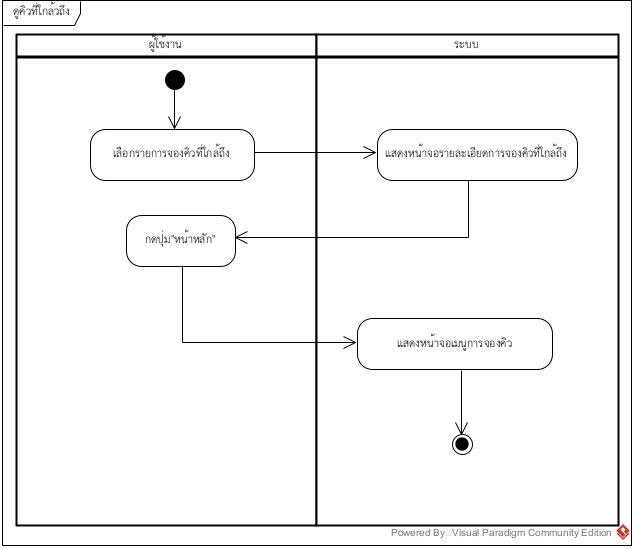 ดูคิวที่ใกล้วถึง
ผู้ใช้งาน
ระบบ
เลือกรายการจองคิวที่ใกล้ถึง
แสดงหน้าจอรายละเอียดการจองคิวที่ใกล้ถึง
กดปุ่ม"หน้าหลัก"
แสดงหน้าจอเมนูการจองคิว
Powered By Visual Paradigm Community Edition